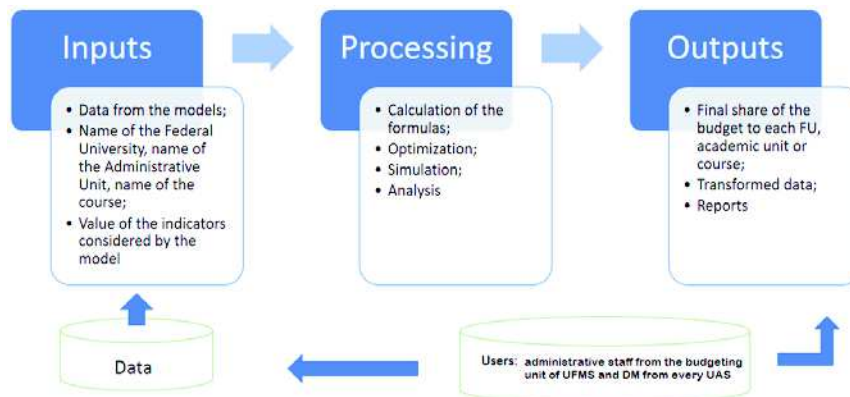 Inputs
Processing
Outputs
• Data from the models;
• Name of the Federal
University, name of
the Administrative
Unit, name of the
course;
• Value of the indicators
considered by the
model
• Calculation of the
formulas;
• Optimization;
• Simulation;
• Analysis
• Final share of the
budget to each FU,
academic unit or
course;
• Transformed data;
• Reports
Data
Users: administrative staff from the budgeting
unit of UFMS and DM from every UAS